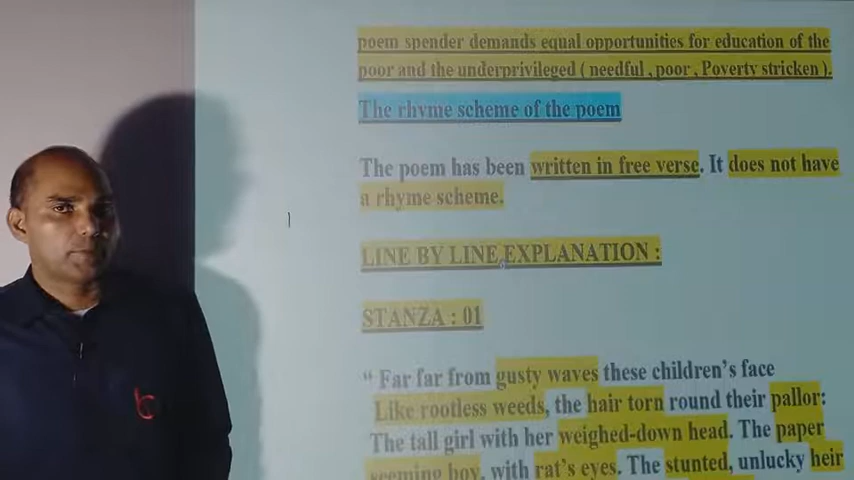 poem spender demands equal opportunities for education of the
poor and the underprivileged ( needful , poor , Poverty stricken ).
The rhyme scheme of the poem
The poem has been written in free verse. It does not have
a rhyme scheme.
LINE BY LINE EXPLANATION :
STANZA : 01
“ Far far from gusty waves these children’s face
Like rootless weeds, the hair torn round their pallor:
The tall girl with her weighed-down head. The paper
seeming boy, with rat’s eyes. The stunted, unlucky heir